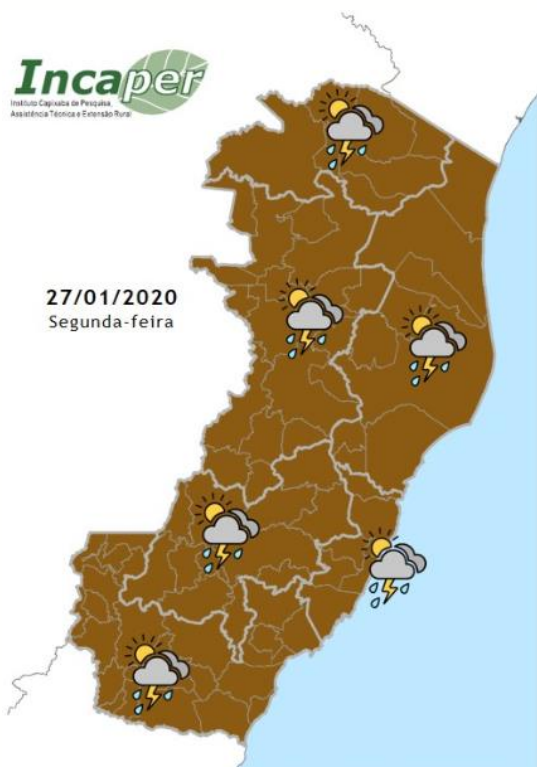 Incaper
Instituto Capixaba de Pesquisa,
Assistência Técnica e Extensão Rural
27/01/2020
Segunda-feira